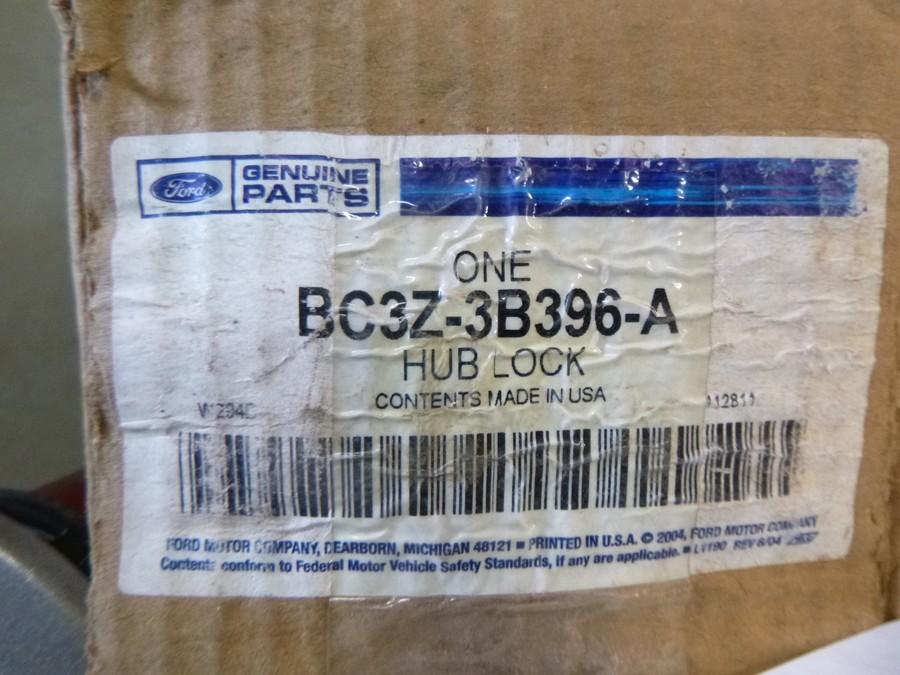 Ford
GENUINE
PARTS
ONE
BC3Z-3B396-A
HUB LOCK
CONTENTS MADE IN USA
FORD MOTOR COMPANY, DEARBORN, MICHIGAN 48121 ■ PRINTED IN U.S.A. © 2004, FORD MOTOR COMPANY
Contents conform to Federal Motor Vehicle Safety Standards, if any are applicable. ■ REV 8/04